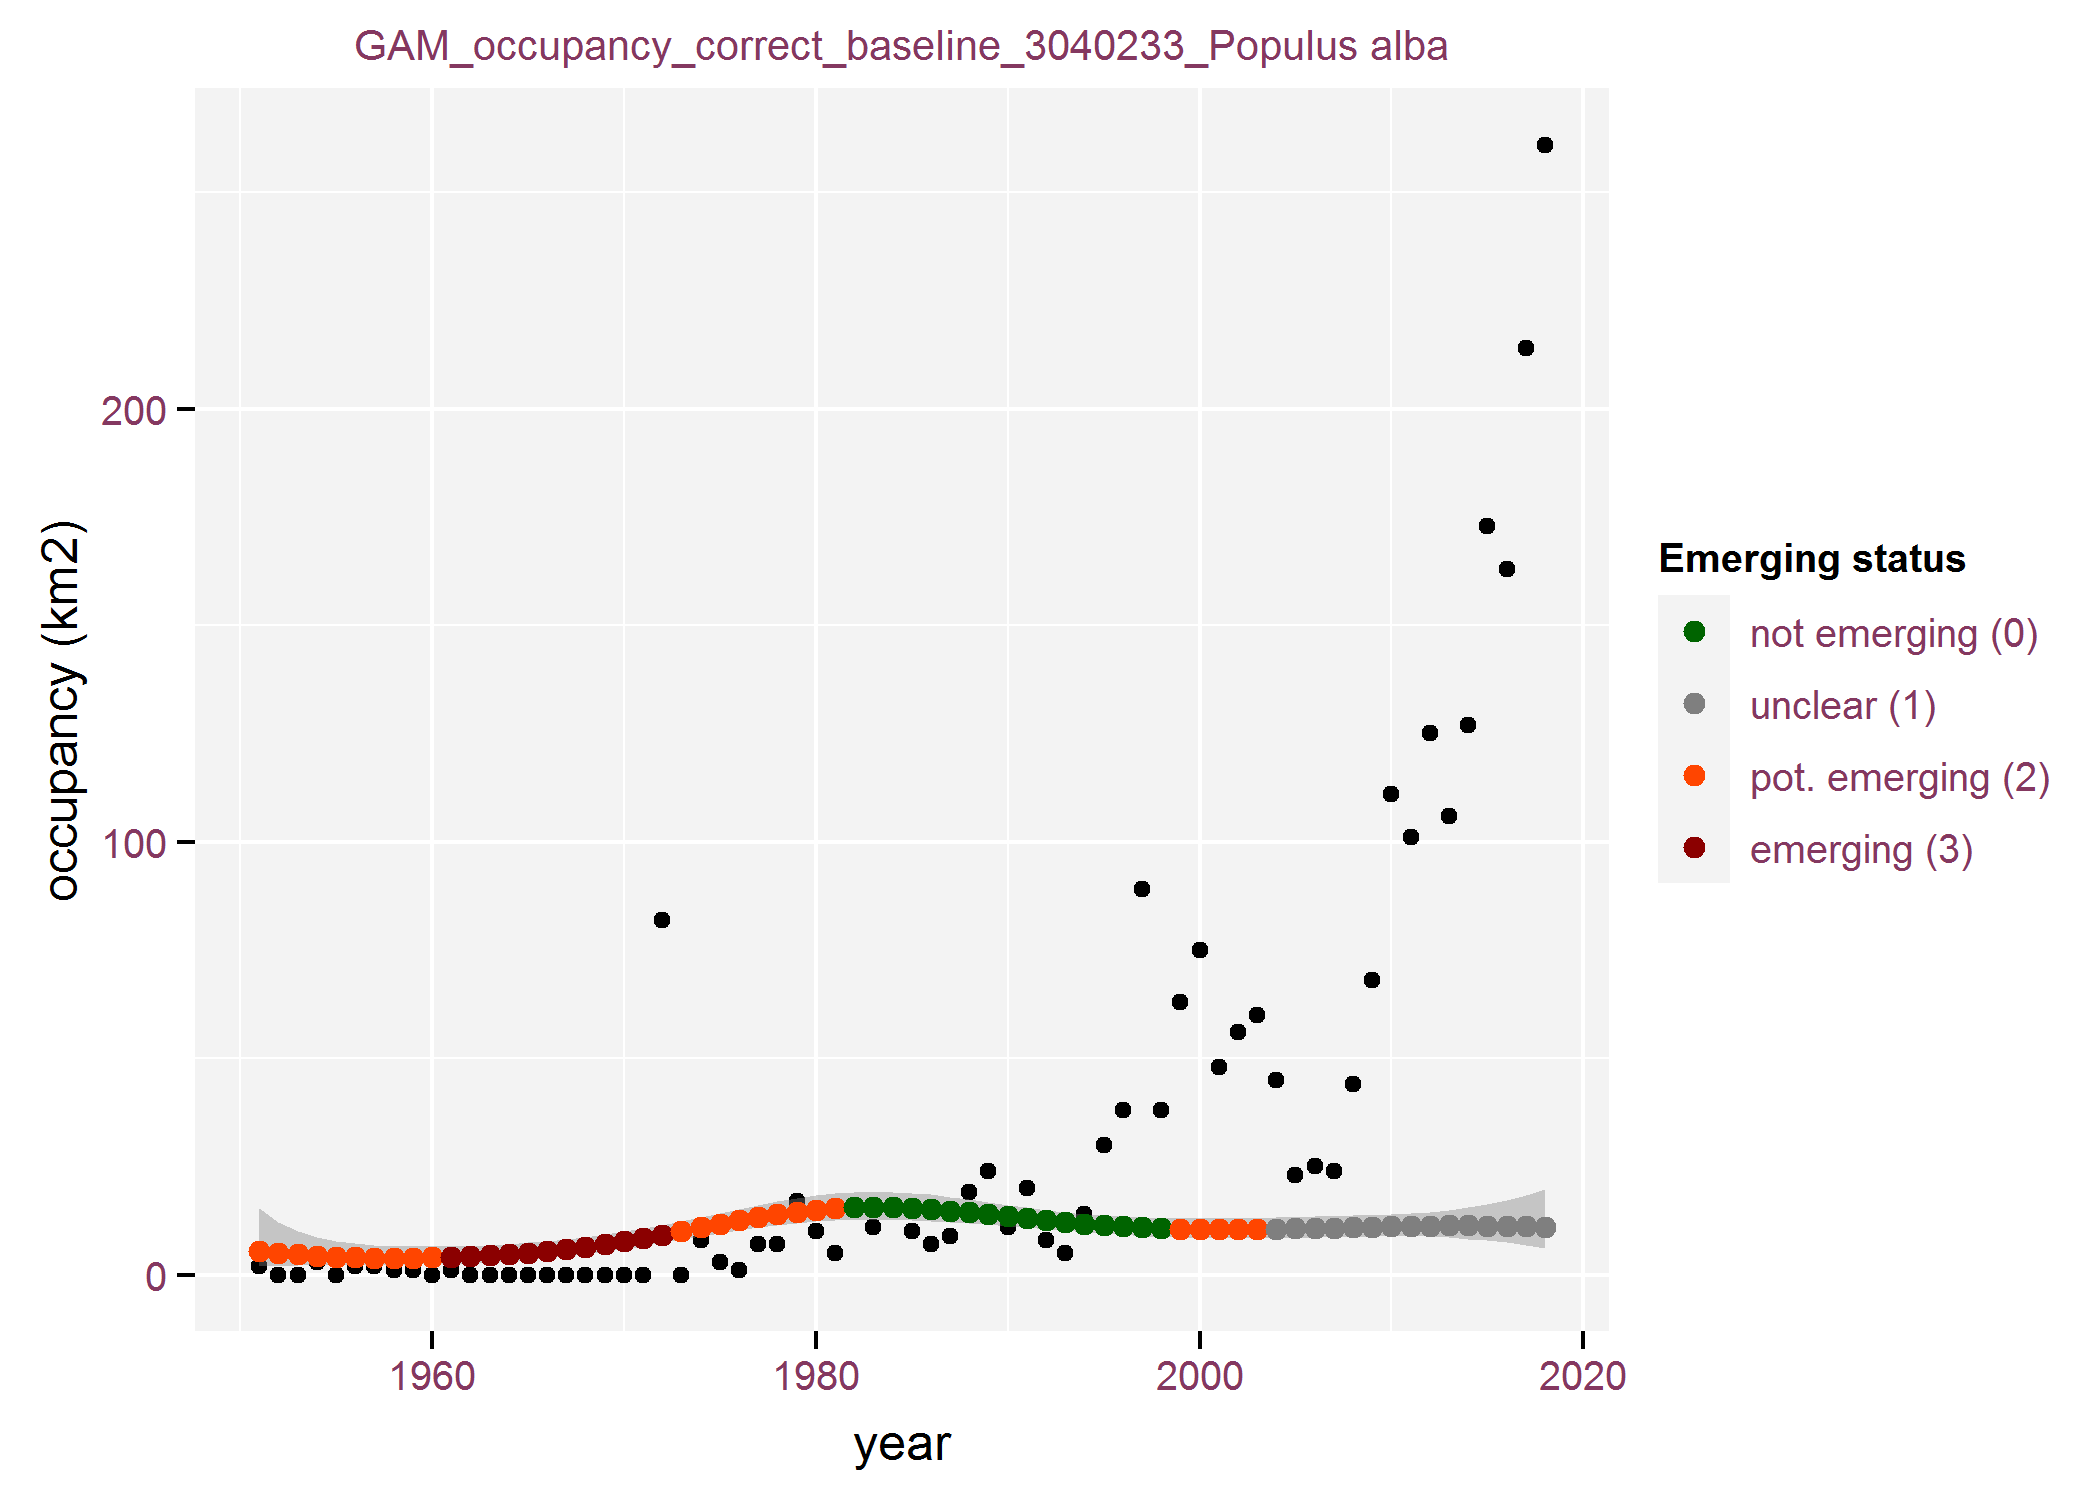 GAM_occupancy_correct_baseline_3040233_Populus alba
occupancy (km2)
200
100
0
1960
1980
2000
2020
year
Emerging status
not emerging (0)
unclear (1)
pot. emerging (2)
emerging (3)